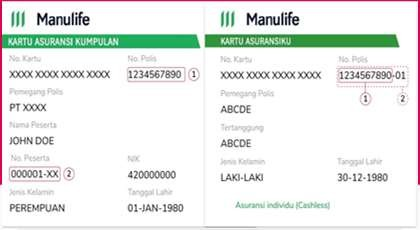 Manulife
KARTU ASURANSI KUMPULAN
No. Kartu No. Polis
XXXX XXXX XXXX XXXX 1234567890 1
Pemegang Polis
PT XXXX
Nama Peserta
JOHN DOE
No. Peserta NIK
000001-XX 2 420000000
Jenis Kelamin Tanggal Lahir
PEREMPUAN 01-JAN-1980
Manulife
KARTU ASURANSIKU
No. Kartu No. Polis
XXXX XXXX XXXX XXXX 1234567890-01
1 2
Pemegang Polis
ABCDE
Tertanggung
ABCDE
Jenis Kelamin Tanggal Lahir
LAKI-LAKI 30-12-1980
Asuransi individu (Cashless)